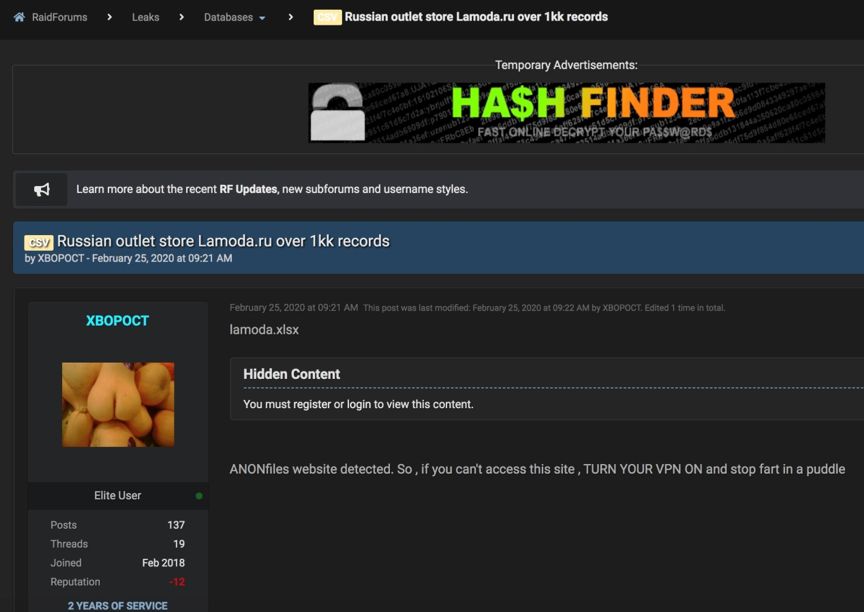 RaidForums > Leaks > Databases > CSV Russian outlet store Lamoda.ru over 1kk records
Temporary Advertisements:
HA$H FINDER
FAST ONLINE DECRYPT YOUR PA$$W@RD$
Learn more about the recent RF Updates, new subforums and username styles.
CSV Russian outlet store Lamoda.ru over 1kk records
by XBOPOCT - February 25, 2020 at 09:21 AM
XBOPOCT
February 25, 2020 at 09:21 AM This post was last modified: February 25, 2020 at 09:22 AM by XBOPOCT. Edited 1 time in total.
lamoda.xlsx
Hidden Content
You must register or login to view this content.
ANONfiles website detected. So , if you can't access this site , TURN YOUR VPN ON and stop fart in a puddle
Elite User
Posts 137
Threads 19
Joined Feb 2018
Reputation -12
2 YEARS OF SERVICE